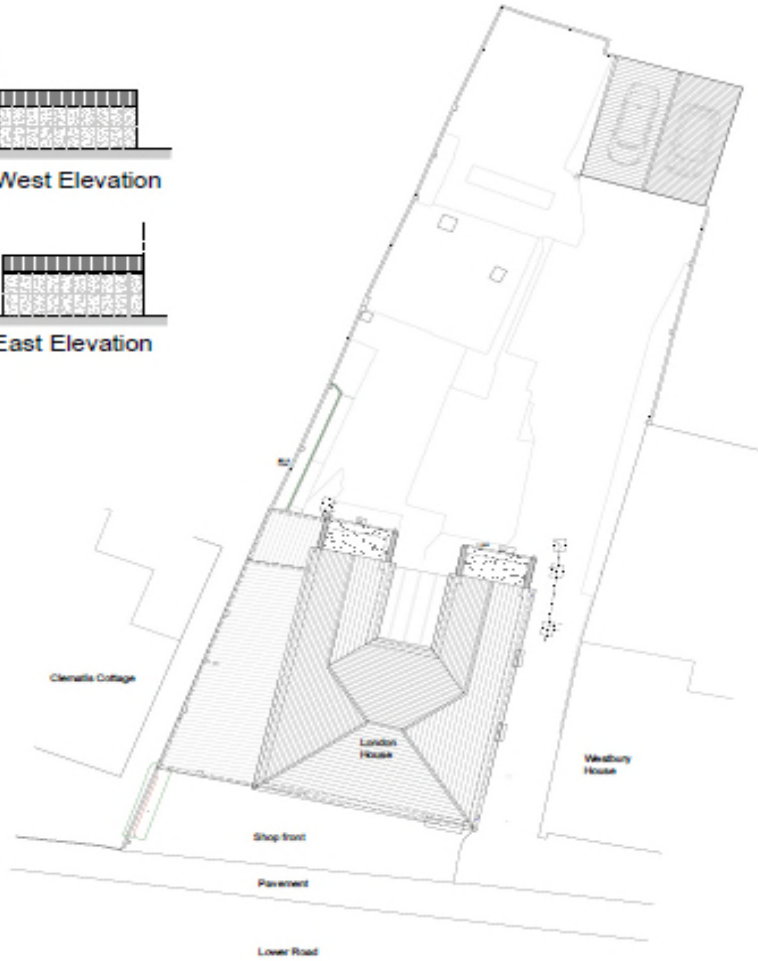 West Elevation
East Elevation
Clematis Cottage
London
House
Westbury
House
Shop front
Pavement
Lower Road